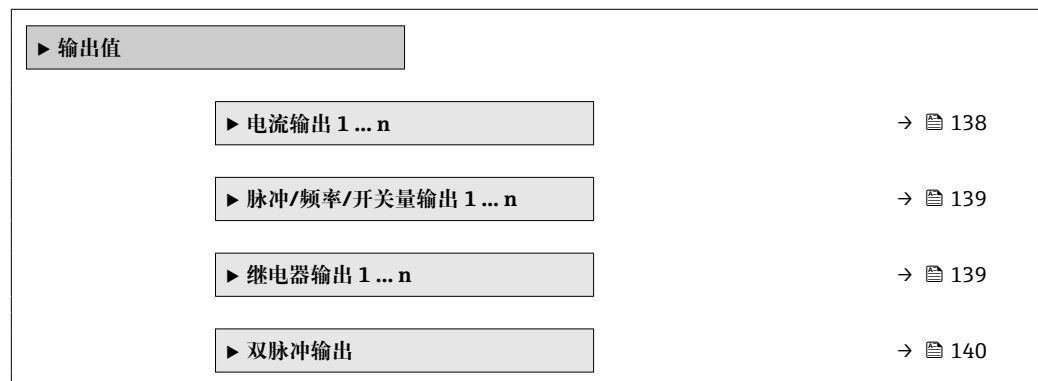 ▶ 输出值
▶ 电流输出 1 ... n → 138
▶ 脉冲/频率/开关量输出 1 ... n → 139
▶ 继电器输出 1 ... n → 139
▶ 双脉冲输出 → 140